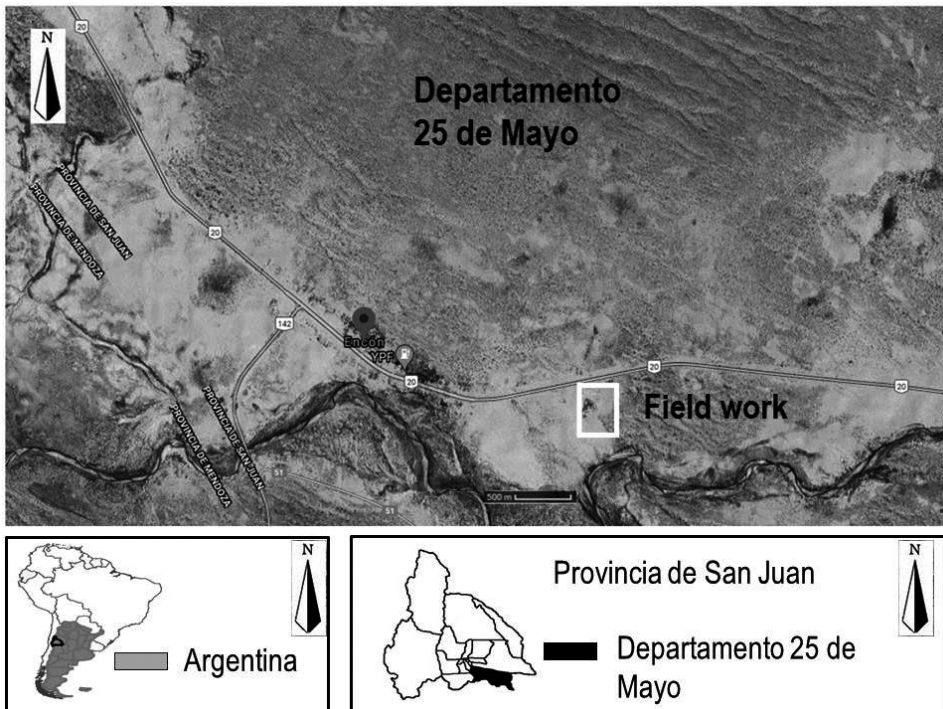 N
20
Departamento
25 de Mayo
PROVINCIA DE SAN JUAN
PROVINCIA DE MENDOZA
20
142
Encón
YPF
20
20
20
Field work
PROVINCIA DE SAN JUAN
PROVINCIA DE MENDOZA
51
500 m
51
N
Argentina
N
Provincia de San Juan
Departamento 25 de
Mayo